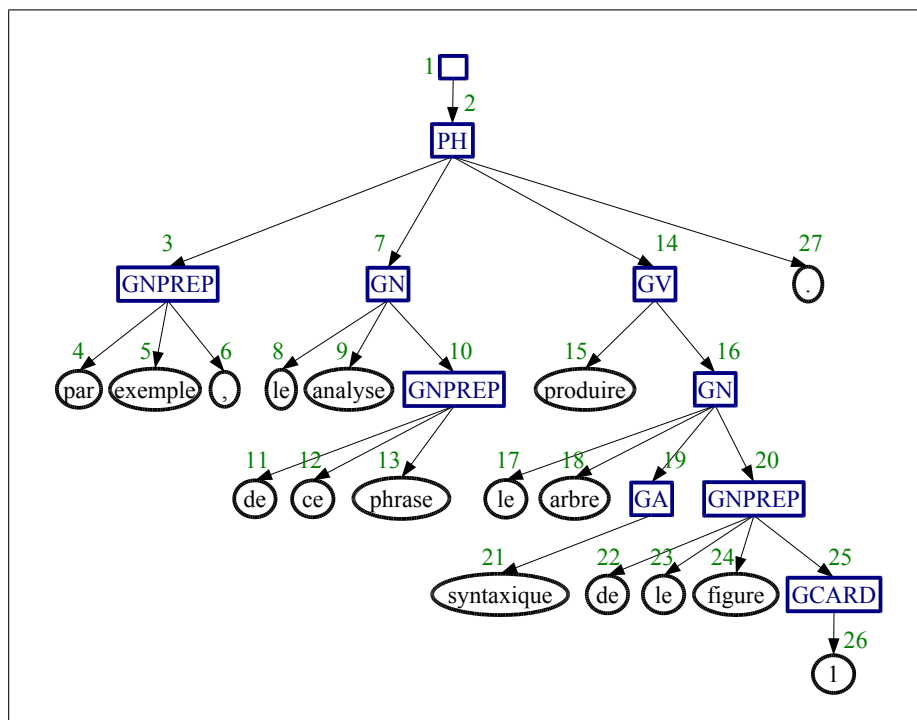 1
2
PH
3 7 14 27
GNPREP GN GV .
4 5 6 8 9 10 15 16
par exemple , le analyse GNPREP produire GN
11 12 13 17 18 19 20
de ce phrase le arbre GA GNPREP
21 22 23 24 25
syntaxique de le figure GCARD
26
1